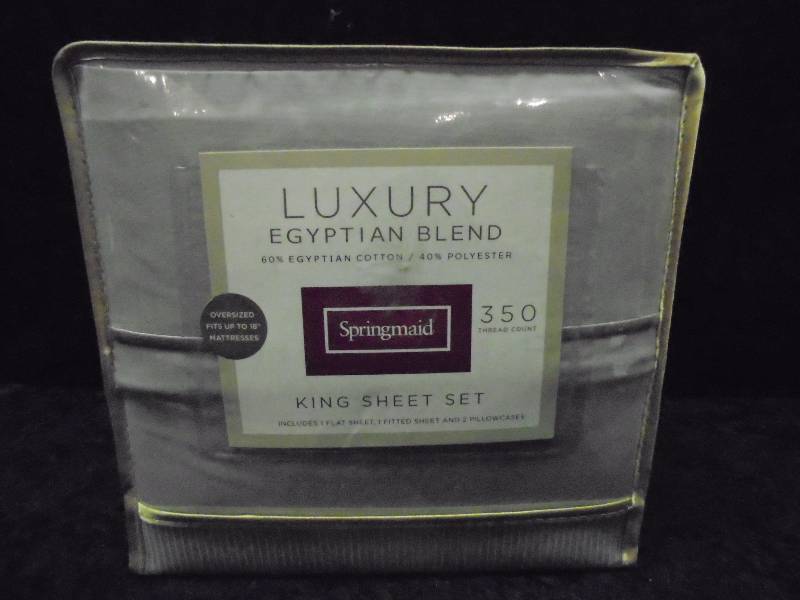 LUXURY
EGYPTIAN BLEND
60% EGYPTIAN COTTON / 40% POLYESTER
OVERSIZED
FITS UP TO 18"
MATTRESSES
Springmaid
350
THREAD COUNT
KING SHEET SET
INCLUDES 1 FLAT SHEET, 1 FITTED SHEET AND 2 PILLOWCASES